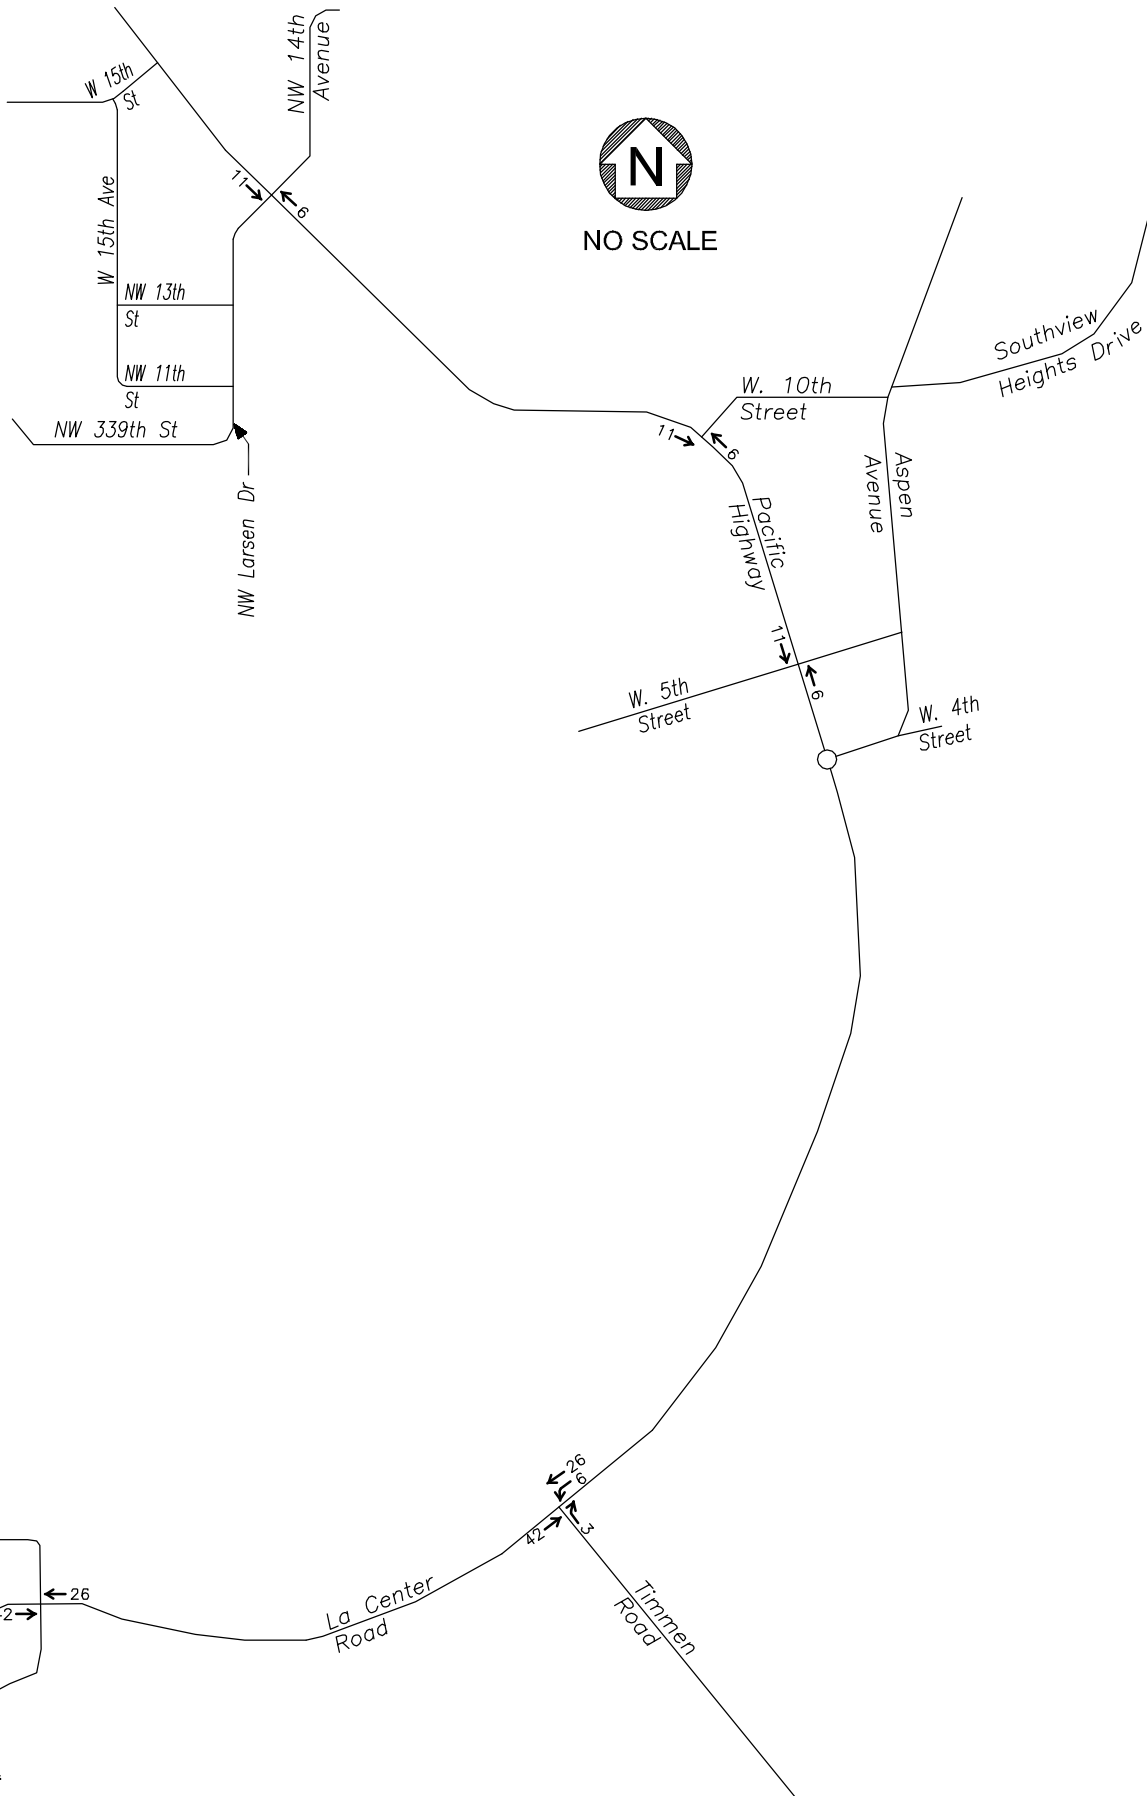 W 15th
St
NW 14th
Avenue
N
NO SCALE
11
6
W 15th Ave
NW 13th
St
NW 11th
St
NW 339th St
NW Larsen Dr
Southview
Heights Drive
W. 10th
Street
11
6
Aspen
Avenue
Pacific
Highway
11
6
W. 5th
Street
W. 4th
Street
26
6
42
3
26
2
La Center
Road
Timmen
Road